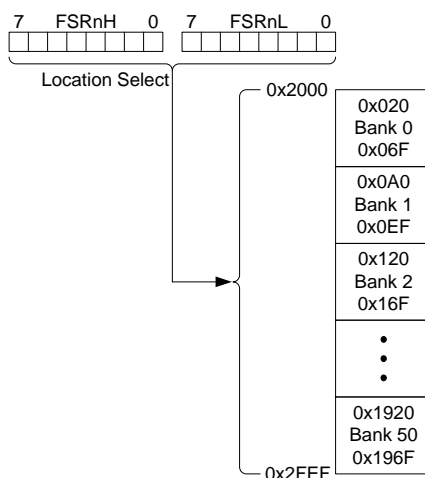 7 FSRnH 0 7 FSRnL 0
Location Select
0x2000
0x020
Bank 0
0x06F
0x0A0
Bank 1
0x0EF
0x120
Bank 2
0x16F
0x1920
Bank 50
0x196F
0x2FEF